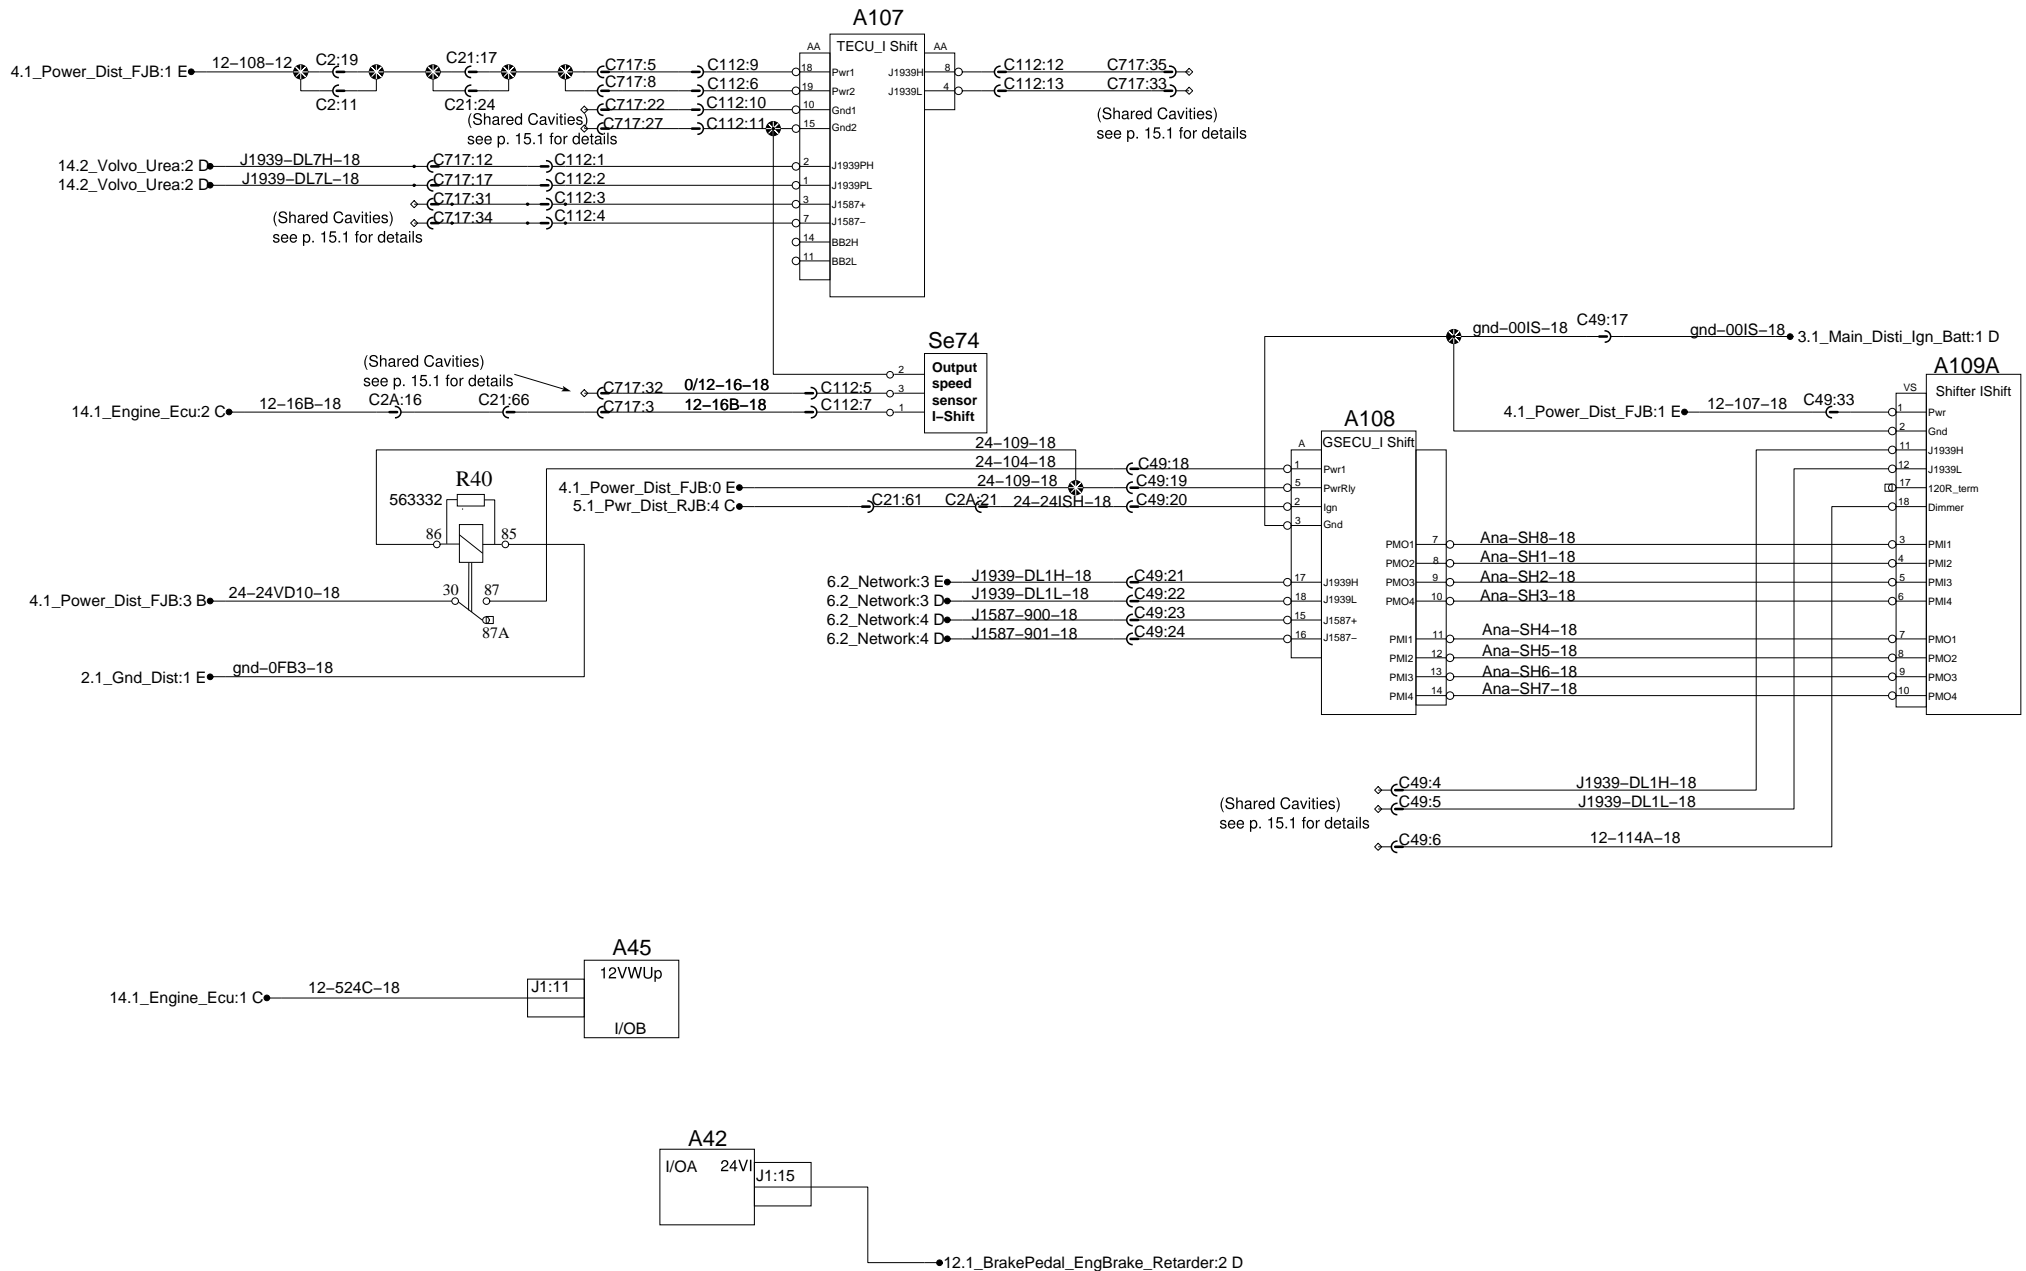 A107
AA
TECU_I Shift
AA
4.1_Power_Dist_FJB:1 E
12-108-12
C2:19
C2:11
C21:17
C21:24
C717:5
C112:9
18
Pwr1
C717:8
C112:6
19
Pwr2
C717:22
C112:10
10
Gnd1
C717:27
C112:11
15
Gnd2
(Shared Cavities)
see p. 15.1 for details
J1939H
8
C112:12
C717:35
J1939L
4
C112:13
C717:33
(Shared Cavities)
see p. 15.1 for details
14.2_Volvo_Urea:2 D
J1939-DL7H-18
C717:12
C112:1
2
J1939PH
14.2_Volvo_Urea:2 D
J1939-DL7L-18
C717:17
C112:2
1
J1939PL
C717:31
C112:3
3
J1587+
C717:34
C112:4
7
J1587-
(Shared Cavities)
see p. 15.1 for details
14
BB2H
11
BB2L
Se74
Output
speed
sensor
I-Shift
2
(Shared Cavities)
see p. 15.1 for details
C717:32
0/12-16-18
C112:5
3
14.1_Engine_Ecu:2 C
12-16B-18
C2A:16
C21:66
C717:3
12-16B-18
C112:7
1
gnd-00IS-18
C49:17
gnd-00IS-18
3.1_Main_Disti_Ign_Batt:1 D
A109A
VS
Shifter IShift
4.1_Power_Dist_FJB:1 E
12-107-18
C49:33
1
Pwr
2
Gnd
11
J1939H
12
J1939L
17
120R_term
18
Dimmer
3
PMI1
4
PMI2
5
PMI3
6
PMI4
7
PMO1
8
PMO2
9
PMO3
10
PMO4
A108
A
GSECU_I Shift
24-109-18
24-104-18
C49:18
1
Pwr1
4.1_Power_Dist_FJB:0 E
24-109-18
C49:19
5
PwrRly
5.1_Pwr_Dist_RJB:4 C
C21:61
C2A:21
24-24ISH-18
C49:20
2
Ign
3
Gnd
R40
563332
86
85
4.1_Power_Dist_FJB:3 B
24-24VD10-18
30
87
87A
2.1_Gnd_Dist:1 E
gnd-0FB3-18
6.2_Network:3 E
J1939-DL1H-18
C49:21
17
J1939H
6.2_Network:3 D
J1939-DL1L-18
C49:22
18
J1939L
6.2_Network:4 D
J1587-900-18
C49:23
15
J1587+
6.2_Network:4 D
J1587-901-18
C49:24
16
J1587-
PMO1
7
Ana-SH8-18
PMO2
8
Ana-SH1-18
PMO3
9
Ana-SH2-18
PMO4
10
Ana-SH3-18
PMI1
11
Ana-SH4-18
PMI2
12
Ana-SH5-18
PMI3
13
Ana-SH6-18
PMI4
14
Ana-SH7-18
(Shared Cavities)
see p. 15.1 for details
C49:4
J1939-DL1H-18
C49:5
J1939-DL1L-18
C49:6
12-114A-18
A45
12VWUp
I/OB
14.1_Engine_Ecu:1 C
12-524C-18
J1:11
A42
I/OA
24VI
J1:15
12.1_BrakePedal_EngBrake_Retarder:2 D